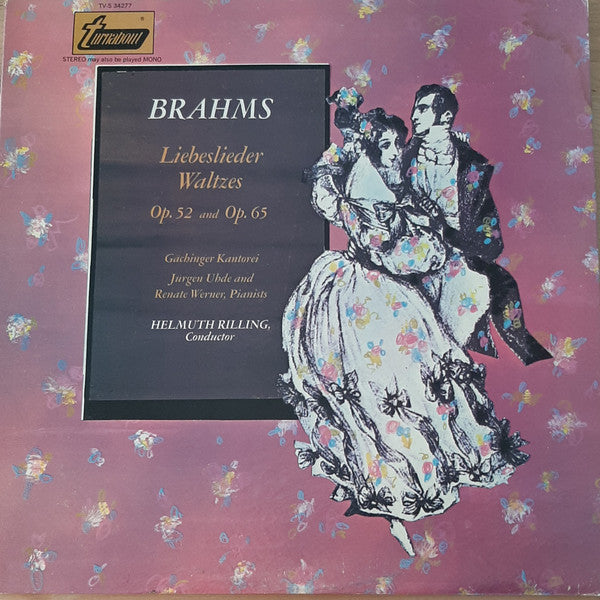 TV-S 34277
turnabout
STEREO may also be played MONO
BRAHMS
Liebeslieder
Waltzes
Op. 52 and Op. 65
Gachinger Kantorei
Jurgen Uhde and
Renate Werner, Pianists
HELMUTH RILLING,
Conductor